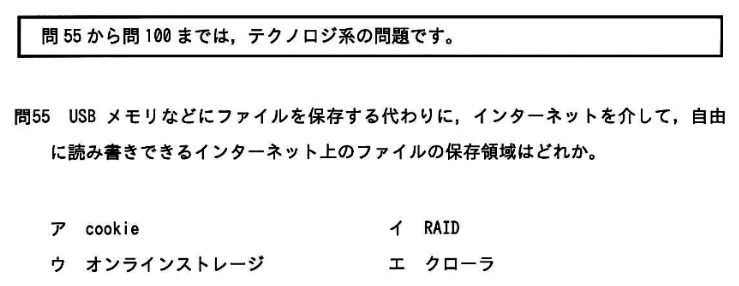 問 55 から問 100 までは，テクノロジ系の問題です。
問55 USB メモリなどにファイルを保存する代わりに，インターネットを介して，自由
に読み書きできるインターネット上のファイルの保存領域はどれか。
ア cookie イ RAID
ウ オンラインストレージ エ クローラ